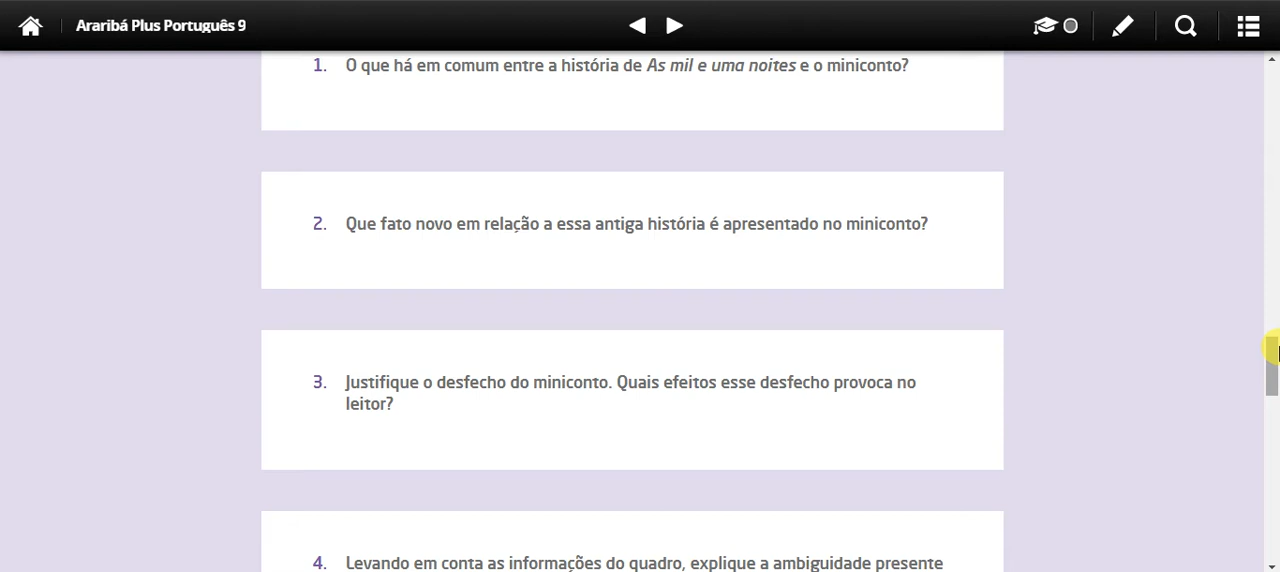 Araribá Plus Português 9
1. O que há em comum entre a história de As mil e uma noites e o miniconto?
2. Que fato novo em relação a essa antiga história é apresentado no miniconto?
3. Justifique o desfecho do miniconto. Quais efeitos esse desfecho provoca no
leitor?
4. Levando em conta as informações do quadro, explique a ambiguidade presente